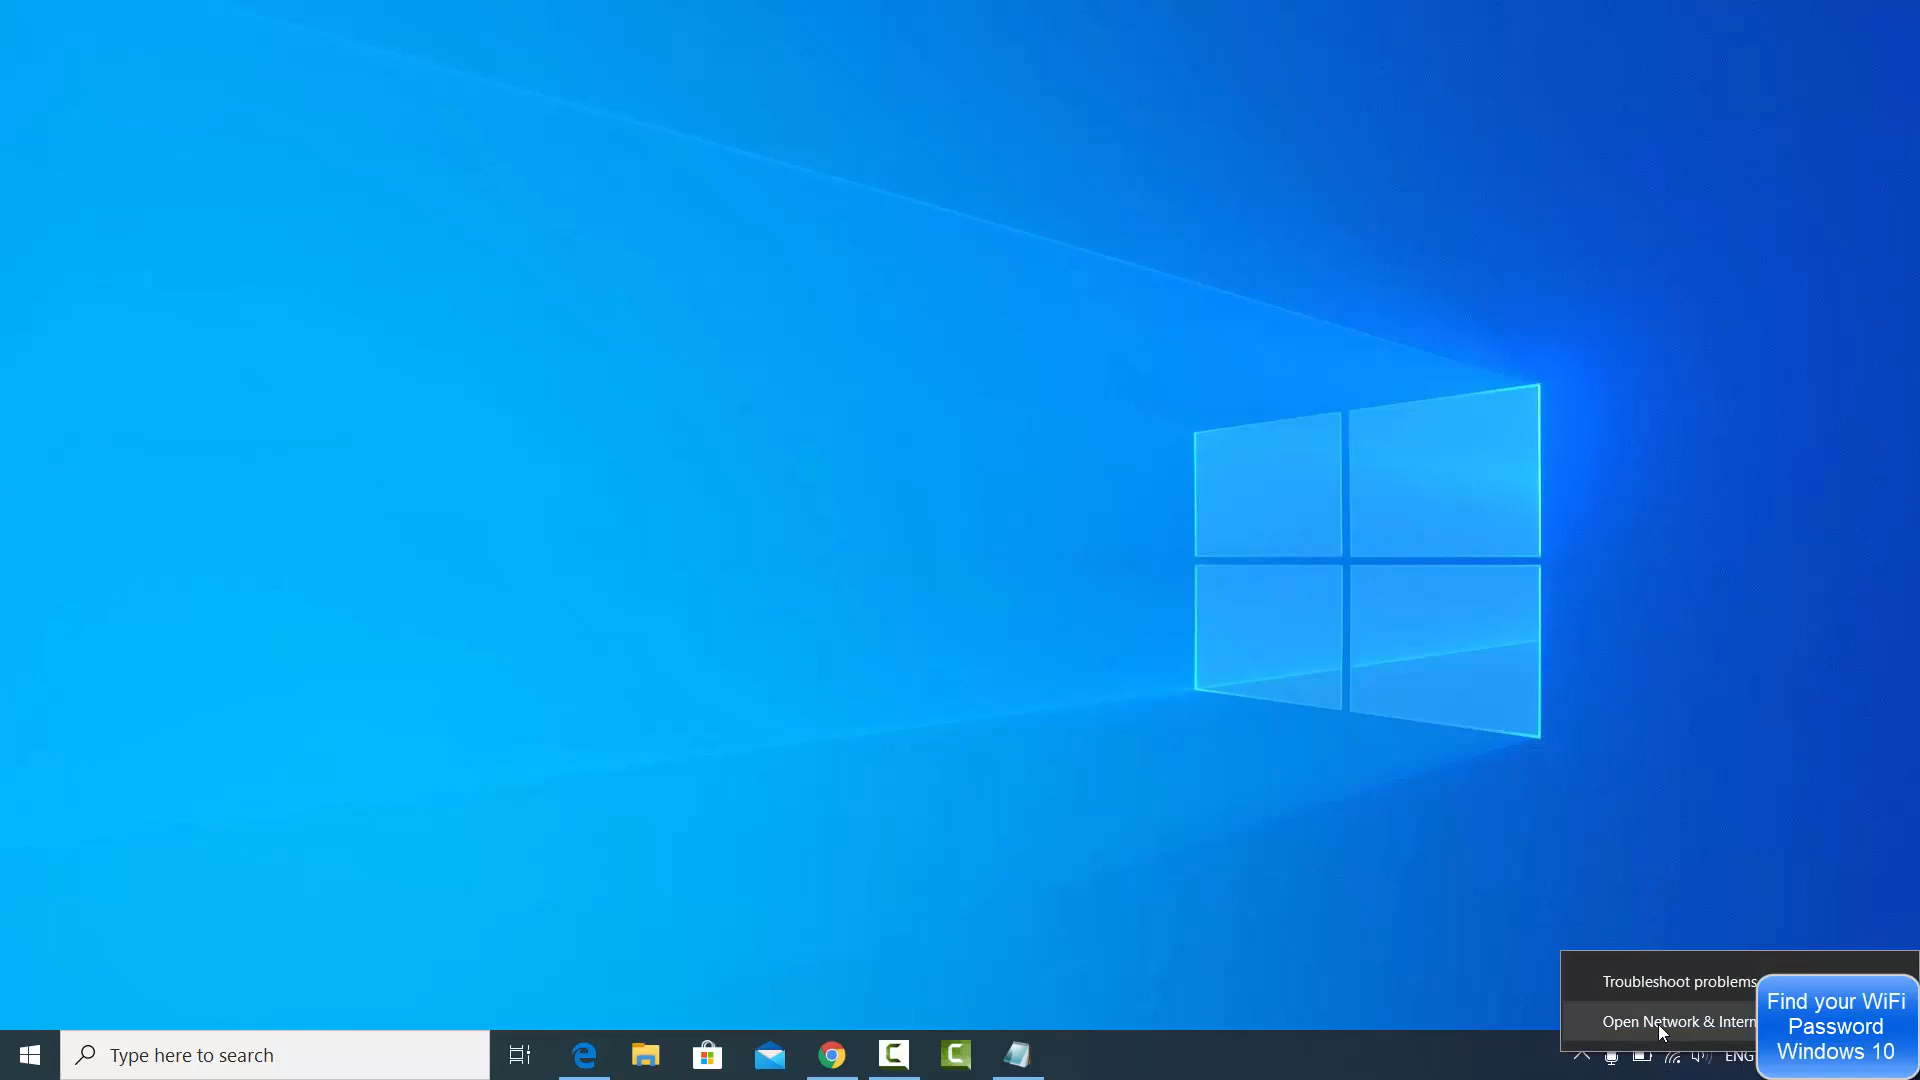 Troubleshoot problems
Open Network & Intern
Find your WiFi
Password
Windows 10
Type here to search
ENG